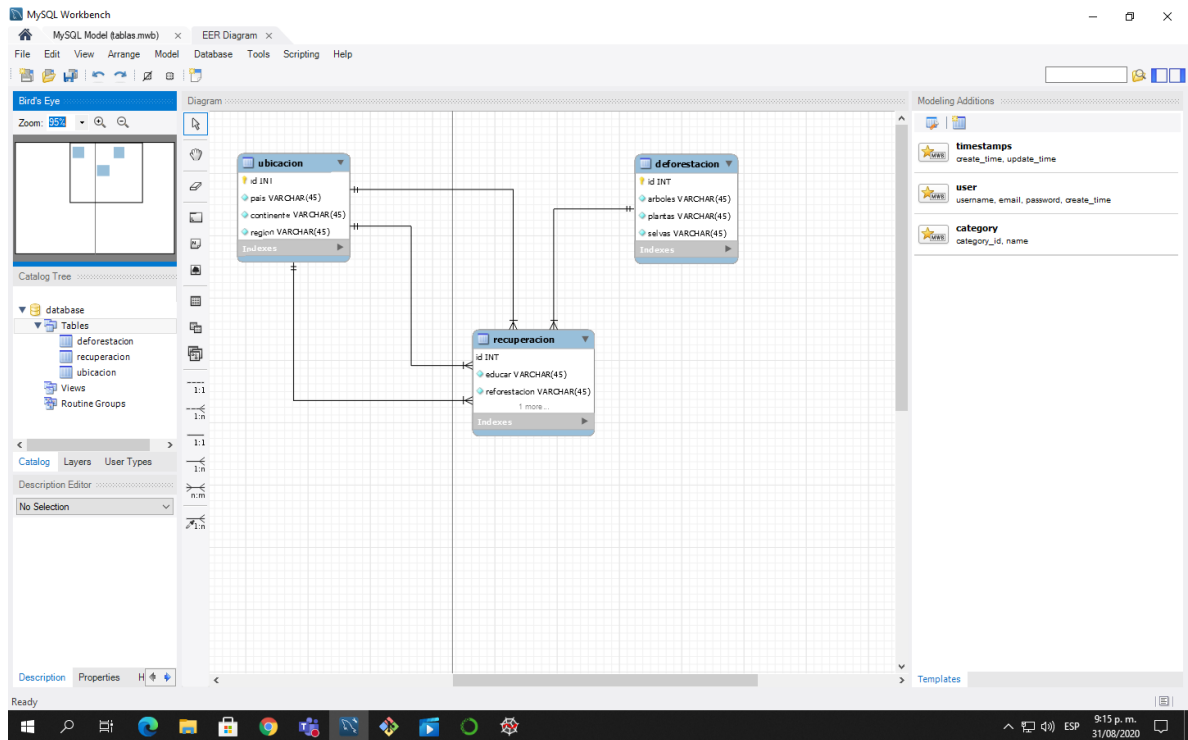 MySQL Workbench
MySQL Model (tablas.mwb) × EER Diagram ×
File Edit View Arrange Model Database Tools Scripting Help
Bird's Eye
Zoom: 95%
Diagram
Modeling Additions
ubicacion
id INT
pais VARCHAR(45)
continente VARCHAR(45)
region VARCHAR(45)
Indexes
deforestacion
id INT
arboles VARCHAR(45)
plantas VARCHAR(45)
selvas VARCHAR(45)
Indexes
recuperacion
id INT
educar VARCHAR(45)
reforestacion VARCHAR(45)
1 more...
Indexes
timestamps
create_time, update_time
user
username, email, password, create_time
category
category_id, name
Catalog Tree
database
Tables
deforestacion
recuperacion
ubicacion
Views
Routine Groups
Catalog Layers User Types
Description Editor
No Selection
1:1
1:n
1:1
1:n
n:m
1:n
Description Properties H
Templates
Ready
ESP
9:15 p. m.
31/08/2020